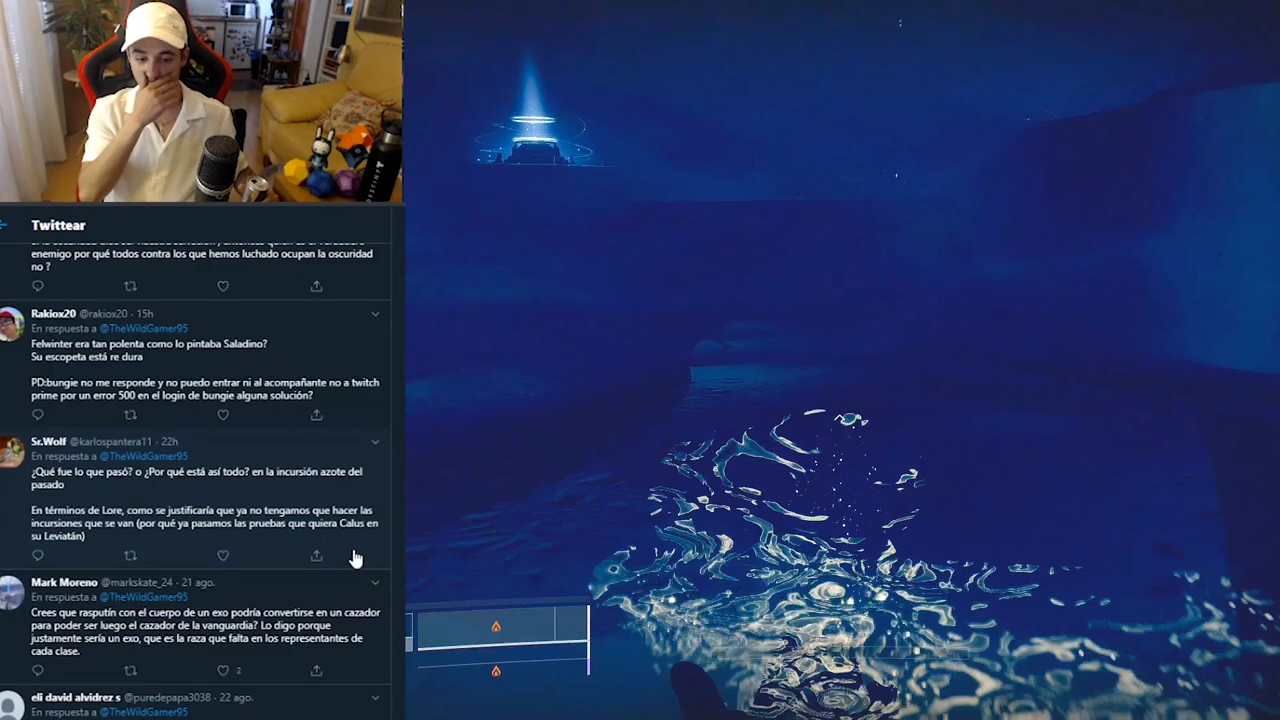 Twittear
enemigo por qué todos contra los que hemos luchado ocupan la oscuridad
no ?
Rakiox20 @rakiox20 · 15h
En respuesta a @TheWildGamer95
Felwinter era tan polenta como lo pintaba Saladino?
Su escopeta está re dura
PD:bungie no me responde y no puedo entrar ni al acompañante no a twitch
prime por un error 500 en el login de bungie alguna solución?
Sr.Wolf @karlospantera11 · 22h
En respuesta a @TheWildGamer95
¿Qué fue lo que pasó? o ¿Por qué está así todo? en la incursión azote del
pasado
En términos de Lore, como se justificaría que ya no tengamos que hacer las
incursiones que se van (por qué ya pasamos las pruebas que quiera Calus en
su Leviatán)
Mark Moreno @markskate_24 · 21 ago.
En respuesta a @TheWildGamer95
Crees que rasputín con el cuerpo de un exo podría convertirse en un cazador
para poder ser luego el cazador de la vanguardia? Lo digo porque
justamente sería un exo, que es la raza que falta en los representantes de
cada clase.
2
eli david alvidrez s @puredepapa3038 · 22 ago.
En respuesta a @TheWildGamer95
DESTINY